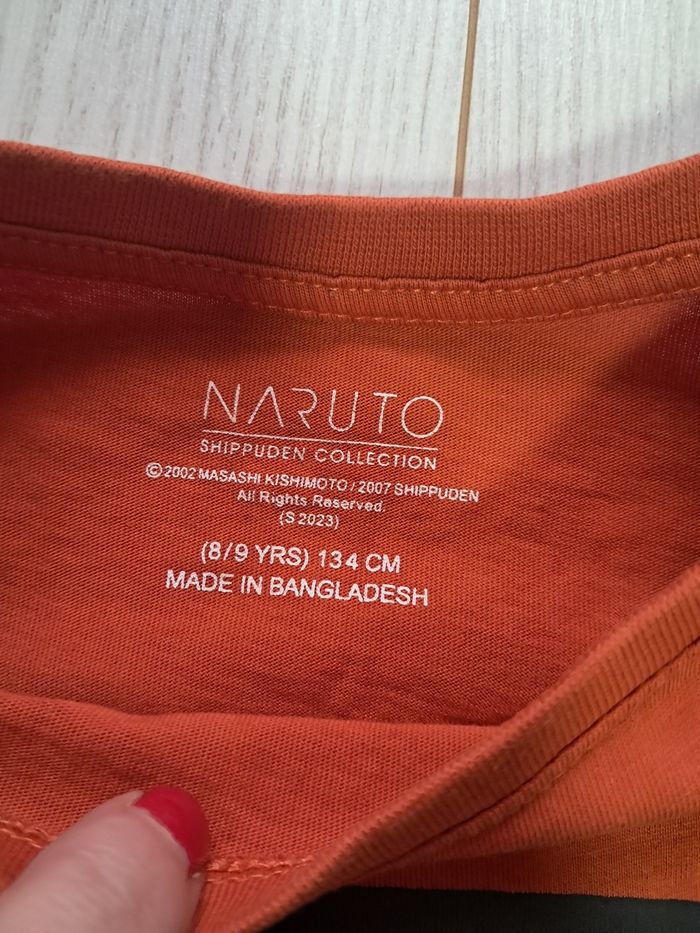 NARUTO
SHIPPUDEN COLLECTION
©2002 MASASHI KISHIMOTO / 2007 SHIPPUDEN
All Rights Reserved.
(S 2023)
(8/9 YRS) 134 CM
MADE IN BANGLADESH